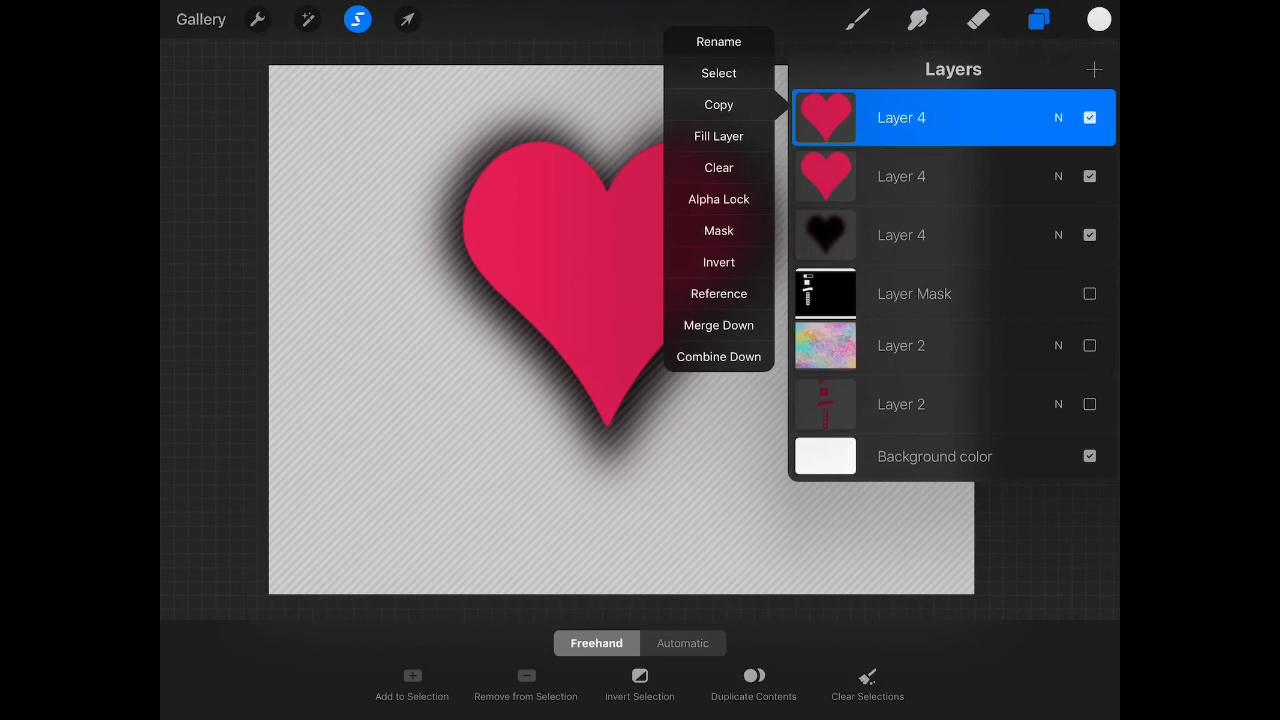 Gallery
Rename
Select
Copy
Fill Layer
Clear
Alpha Lock
Mask
Invert
Reference
Merge Down
Combine Down
Layers
Layer 4 N
Layer 4 N
Layer 4 N
Layer Mask
Layer 2 N
Layer 2 N
Background color
Freehand Automatic
Add to Selection Remove from Selection Invert Selection Duplicate Contents Clear Selections